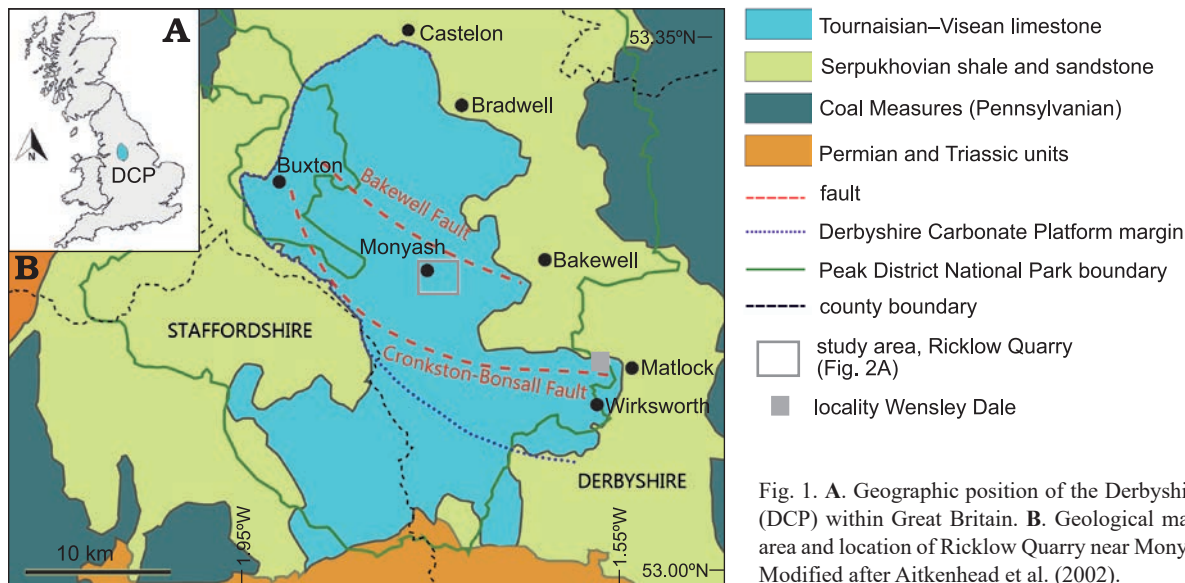 A
N
DCP
B
Castelon
53.35ºN
Bradwell
Buxton
Bakewell Fault
Monyash
Bakewell
STAFFORDSHIRE
Cronkston-Bonsall Fault
Matlock
Wirksworth
DERBYSHIRE
10 km
1.95ºW
1.55ºW
53.00ºN
Tournaisian–Visean limestone
Serpukhovian shale and sandstone
Coal Measures (Pennsylvanian)
Permian and Triassic units
fault
Derbyshire Carbonate Platform margin
Peak District National Park boundary
county boundary
study area, Ricklow Quarry
(Fig. 2A)
locality Wensley Dale
Fig. 1. A. Geographic position of the Derbyshi
(DCP) within Great Britain. B. Geological ma
area and location of Ricklow Quarry near Mony
Modified after Aitkenhead et al. (2002).